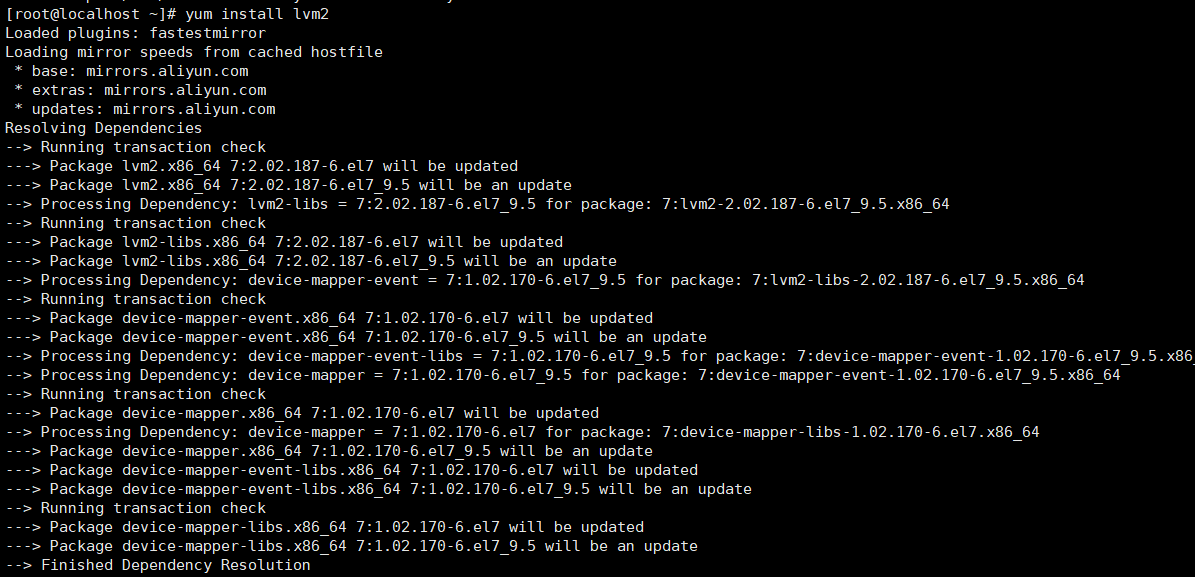 [root@localhost ~]# yum install lvm2
Loaded plugins: fastestmirror
Loading mirror speeds from cached hostfile
 * base: mirrors.aliyun.com
 * extras: mirrors.aliyun.com
 * updates: mirrors.aliyun.com
Resolving Dependencies
--> Running transaction check
---> Package lvm2.x86_64 7:2.02.187-6.el7 will be updated
---> Package lvm2.x86_64 7:2.02.187-6.el7_9.5 will be an update
--> Processing Dependency: lvm2-libs = 7:2.02.187-6.el7_9.5 for package: 7:lvm2-2.02.187-6.el7_9.5.x86_64
--> Running transaction check
---> Package lvm2-libs.x86_64 7:2.02.187-6.el7 will be updated
---> Package lvm2-libs.x86_64 7:2.02.187-6.el7_9.5 will be an update
--> Processing Dependency: device-mapper-event = 7:1.02.170-6.el7_9.5 for package: 7:lvm2-libs-2.02.187-6.el7_9.5.x86_64
--> Running transaction check
---> Package device-mapper-event.x86_64 7:1.02.170-6.el7 will be updated
---> Package device-mapper-event.x86_64 7:1.02.170-6.el7_9.5 will be an update
--> Processing Dependency: device-mapper-event-libs = 7:1.02.170-6.el7_9.5 for package: 7:device-mapper-event-1.02.170-6.el7_9.5.x86
--> Processing Dependency: device-mapper = 7:1.02.170-6.el7_9.5 for package: 7:device-mapper-event-1.02.170-6.el7_9.5.x86_64
--> Running transaction check
---> Package device-mapper.x86_64 7:1.02.170-6.el7 will be updated
--> Processing Dependency: device-mapper = 7:1.02.170-6.el7 for package: 7:device-mapper-libs-1.02.170-6.el7.x86_64
---> Package device-mapper.x86_64 7:1.02.170-6.el7_9.5 will be an update
---> Package device-mapper-event-libs.x86_64 7:1.02.170-6.el7 will be updated
---> Package device-mapper-event-libs.x86_64 7:1.02.170-6.el7_9.5 will be an update
--> Running transaction check
---> Package device-mapper-libs.x86_64 7:1.02.170-6.el7 will be updated
---> Package device-mapper-libs.x86_64 7:1.02.170-6.el7_9.5 will be an update
--> Finished Dependency Resolution